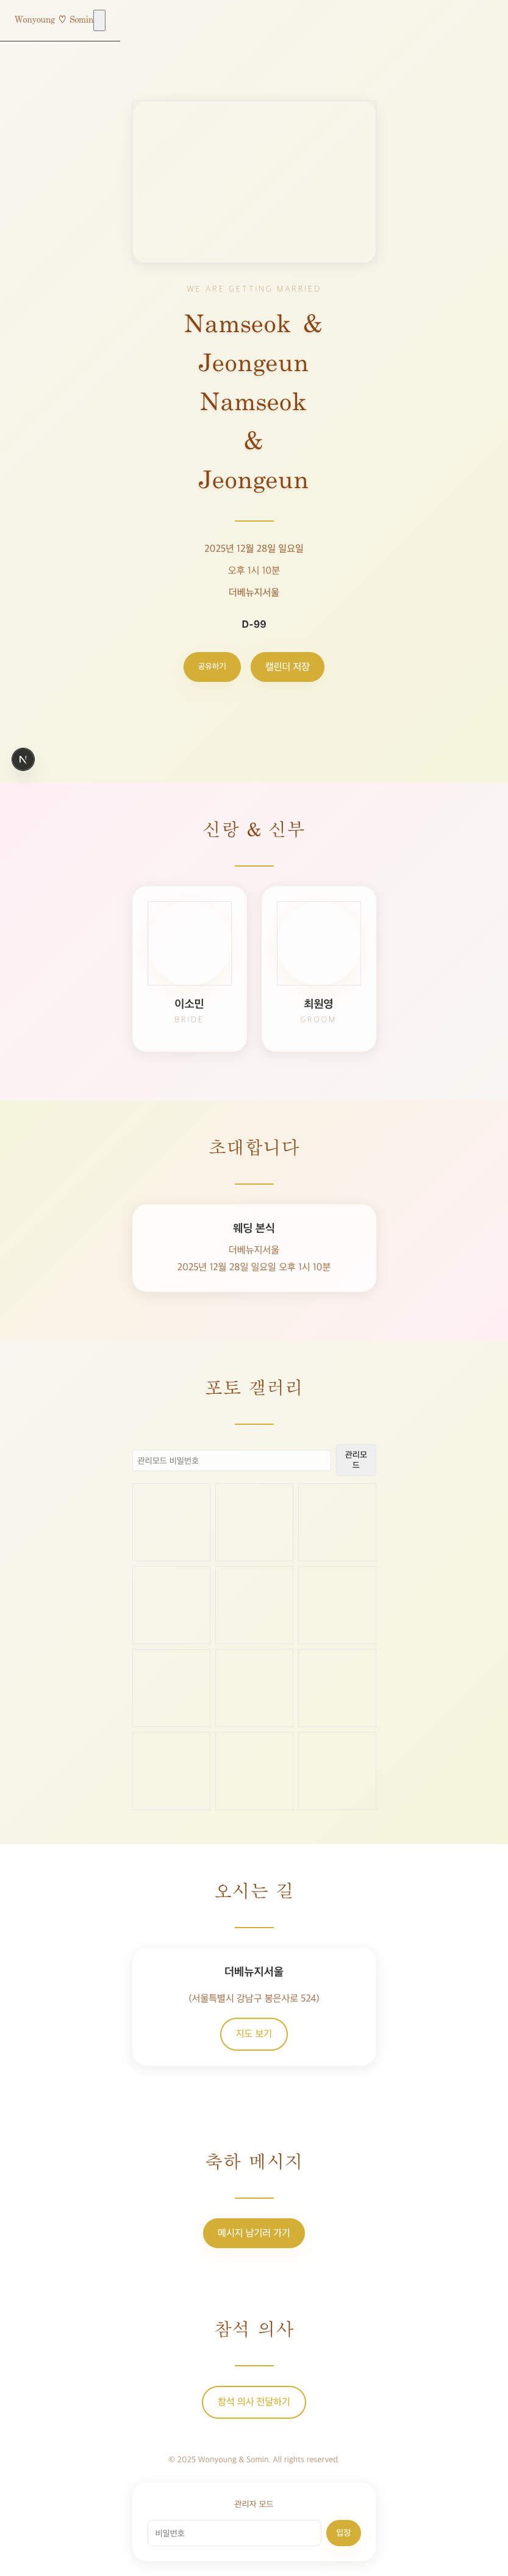 Wonyoung ♡ Somin
WE ARE GETTING MARRIED
Namseok &
Jeongeun
Namseok
&
Jeongeun
2025년 12월 28일 일요일
오후 1시 10분
더베뉴지서울
D-99
공유하기
캘린더 저장
N
신랑 & 신부
이소민
BRIDE
최원영
GROOM
초대합니다
웨딩 본식
더베뉴지서울
2025년 12월 28일 일요일 오후 1시 10분
포토 갤러리
관리모드 비밀번호
관리모
드
오시는 길
더베뉴지서울
(서울특별시 강남구 봉은사로 524)
지도 보기
축하 메시지
메시지 남기러 가기
참석 의사
참석 의사 전달하기
© 2025 Wonyoung & Somin. All rights reserved.
관리자 모드
비밀번호
입장